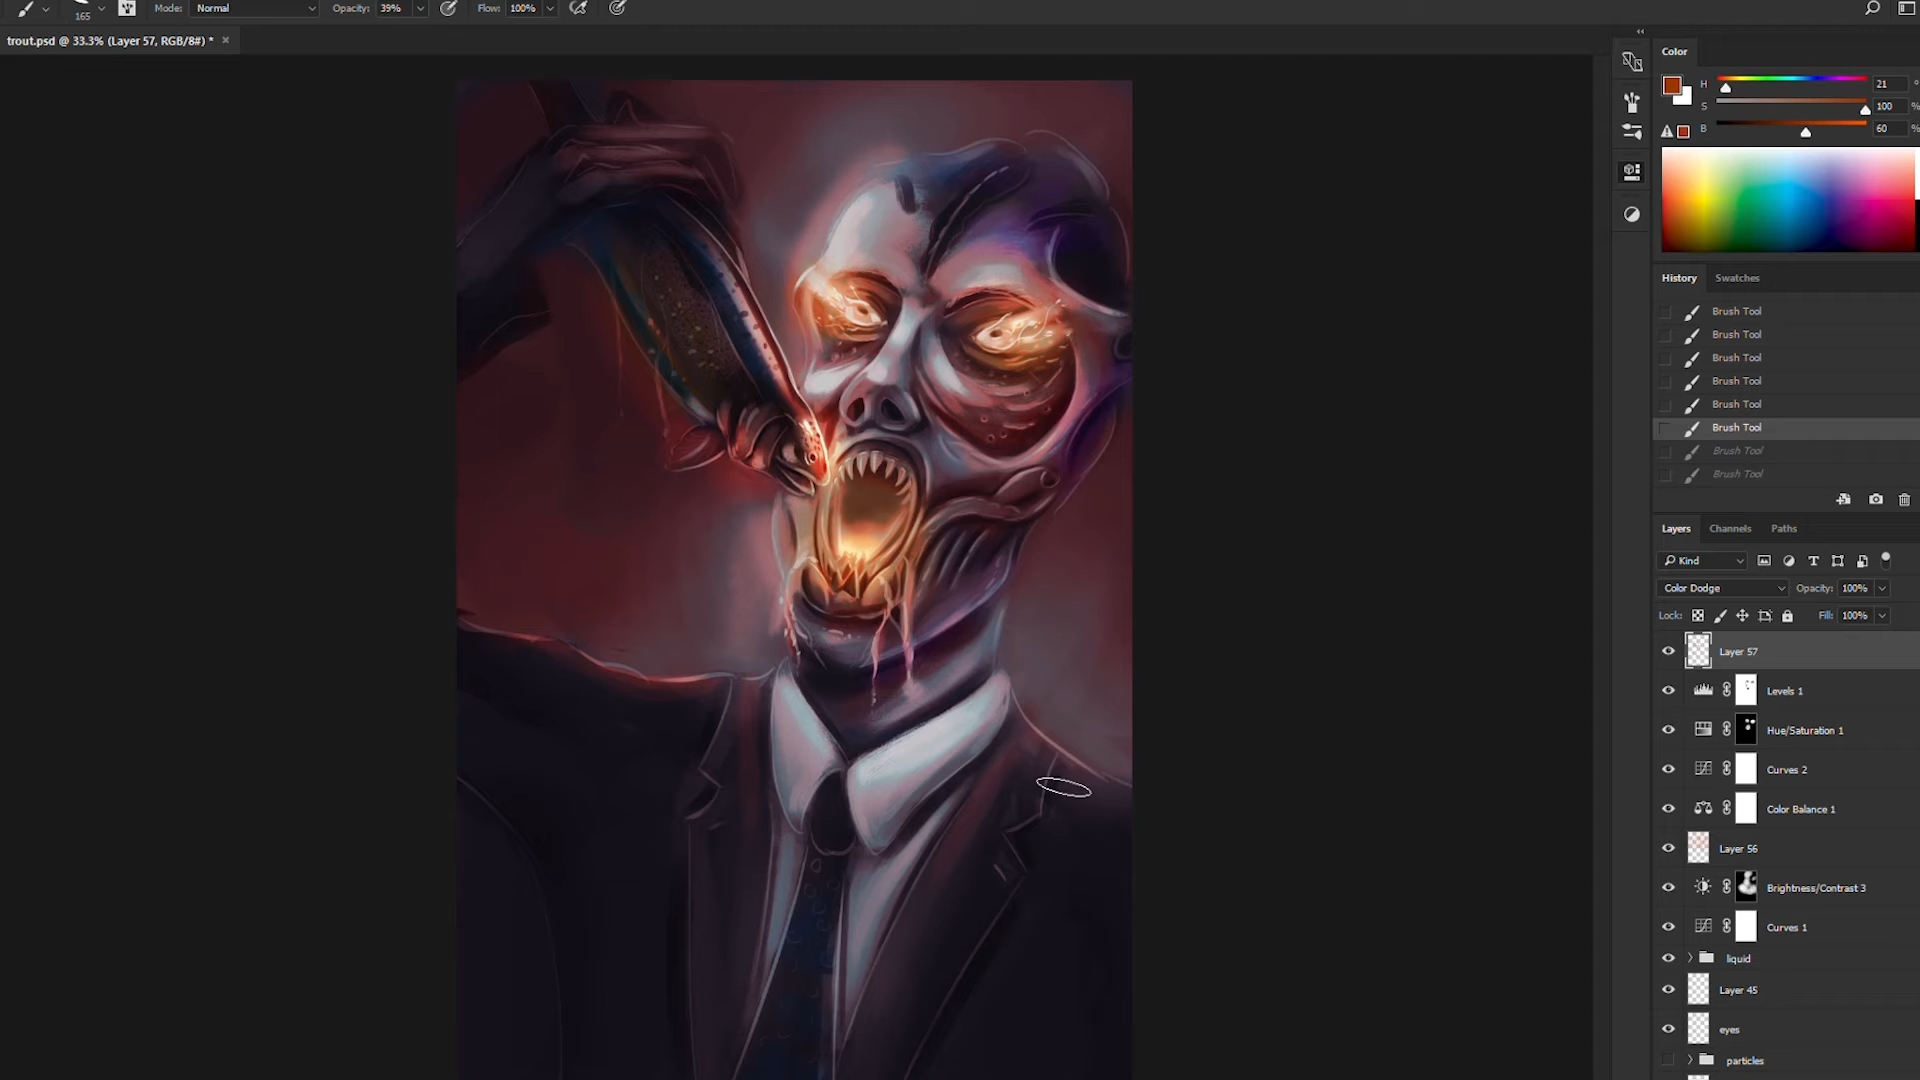 165
Mode: Normal
Opacity: 39%
Flow: 100%
trout.psd @ 33.3% (Layer 57, RGB/8#) *
Color
H 21 °
S 100 %
B 60 %
History Swatches
Brush Tool
Brush Tool
Brush Tool
Brush Tool
Brush Tool
Brush Tool
Brush Tool
Brush Tool
Layers Channels Paths
Kind
Color Dodge Opacity: 100%
Lock: Fill: 100%
Layer 57
Levels 1
Hue/Saturation 1
Curves 2
Color Balance 1
Layer 56
Brightness/Contrast 3
Curves 1
liquid
Layer 45
eyes
particles